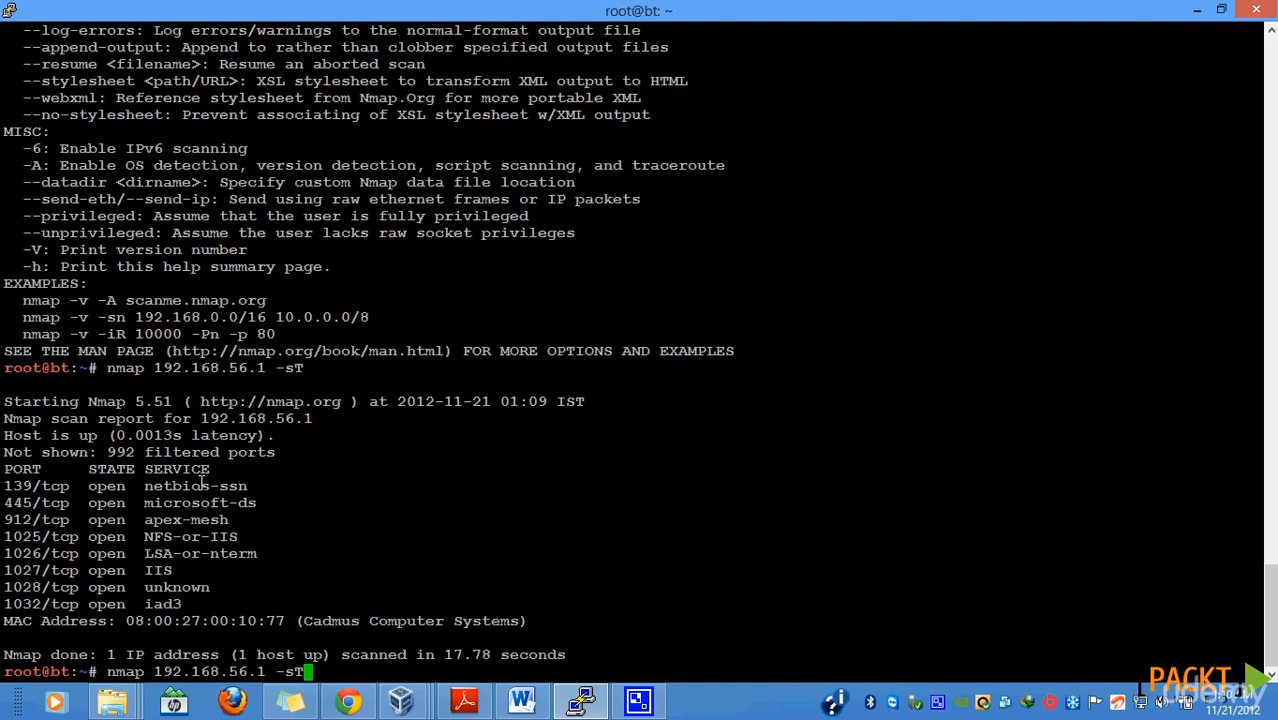 root@bt: ~
--log-errors: Log errors/warnings to the normal-format output file
--append-output: Append to rather than clobber specified output files
--resume <filename>: Resume an aborted scan
--stylesheet <path/URL>: XSL stylesheet to transform XML output to HTML
--webxml: Reference stylesheet from Nmap.Org for more portable XML
--no-stylesheet: Prevent associating of XSL stylesheet w/XML output
MISC:
-6: Enable IPv6 scanning
-A: Enable OS detection, version detection, script scanning, and traceroute
--datadir <dirname>: Specify custom Nmap data file location
--send-eth/--send-ip: Send using raw ethernet frames or IP packets
--privileged: Assume that the user is fully privileged
--unprivileged: Assume the user lacks raw socket privileges
-V: Print version number
-h: Print this help summary page.
EXAMPLES:
nmap -v -A scanme.nmap.org
nmap -v -sn 192.168.0.0/16 10.0.0.0/8
nmap -v -iR 10000 -Pn -p 80
SEE THE MAN PAGE (http://nmap.org/book/man.html) FOR MORE OPTIONS AND EXAMPLES
root@bt:~# nmap 192.168.56.1 -sT
Starting Nmap 5.51 ( http://nmap.org ) at 2012-11-21 01:09 IST
Nmap scan report for 192.168.56.1
Host is up (0.0013s latency).
Not shown: 992 filtered ports
PORT STATE SERVICE
139/tcp open netbios-ssn
445/tcp open microsoft-ds
912/tcp open apex-mesh
1025/tcp open NFS-or-IIS
1026/tcp open LSA-or-nterm
1027/tcp open IIS
1028/tcp open unknown
1032/tcp open iad3
MAC Address: 08:00:27:00:10:77 (Cadmus Computer Systems)
Nmap done: 1 IP address (1 host up) scanned in 17.78 seconds
root@bt:~# nmap 192.168.56.1 -sT
PACKT
udemy
11/21/2012